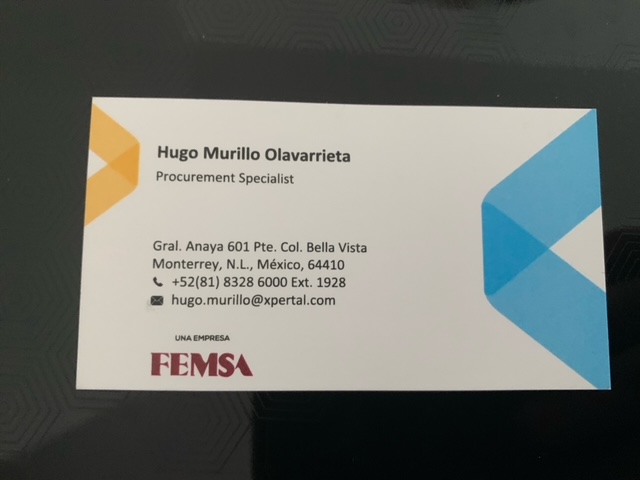 Hugo Murillo Olavarrieta
Procurement Specialist
Gral. Anaya 601 Pte. Col. Bella Vista
Monterrey, N.L., México, 64410
+52(81) 8328 6000 Ext. 1928
hugo.murillo@xpertal.com
UNA EMPRESA
FEMSA